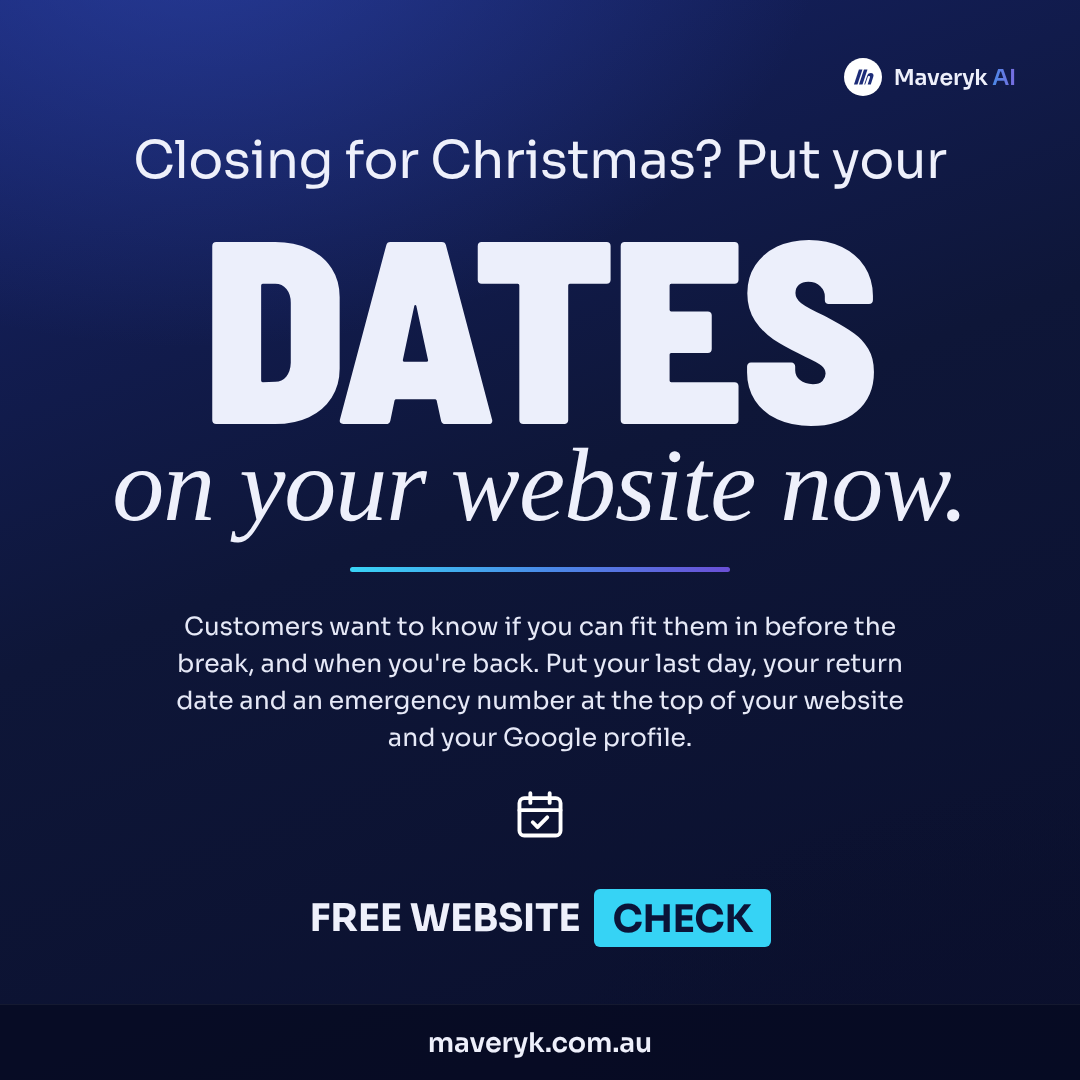 Maveryk AI
Closing for Christmas? Put your
DATES
on your website now.
Customers want to know if you can fit them in before the
break, and when you're back. Put your last day, your return
date and an emergency number at the top of your website
and your Google profile.
FREE WEBSITE CHECK
maveryk.com.au